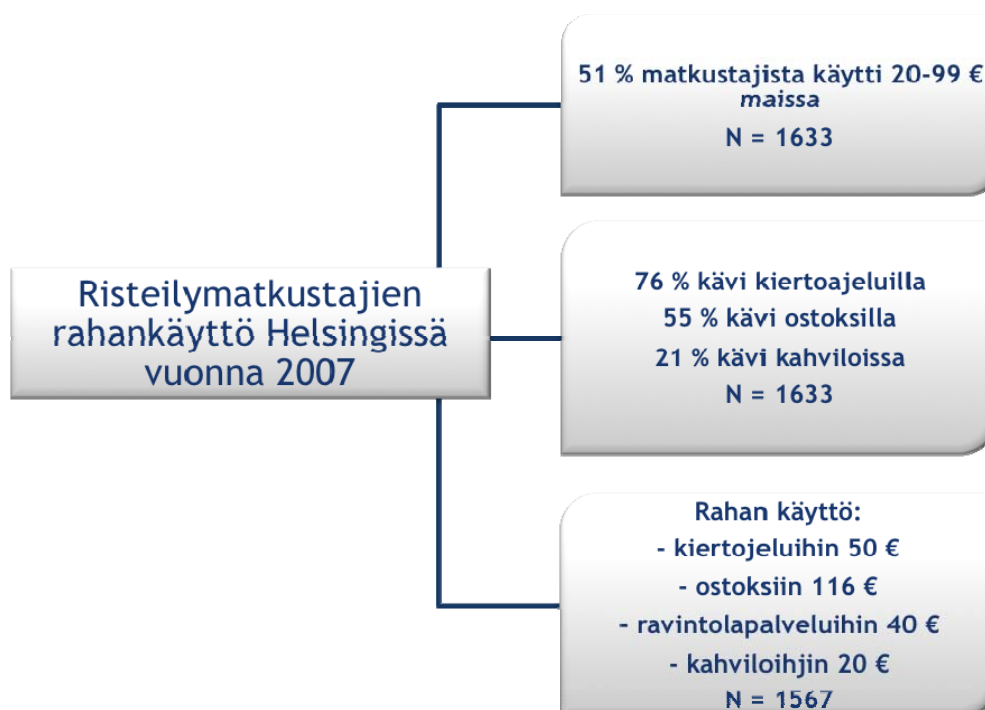 Risteilymatkustajien
rahankäyttö Helsingissä
vuonna 2007
51 % matkustajista käytti 20-99 €
maissa
N = 1633
76 % kävi kiertoajeluilla
55 % kävi ostoksilla
21 % kävi kahviloissa
N = 1633
Rahan käyttö:
- kiertojeluihin 50 €
- ostoksiin 116 €
- ravintolapalveluihin 40 €
- kahviloihjin 20 €
N = 1567